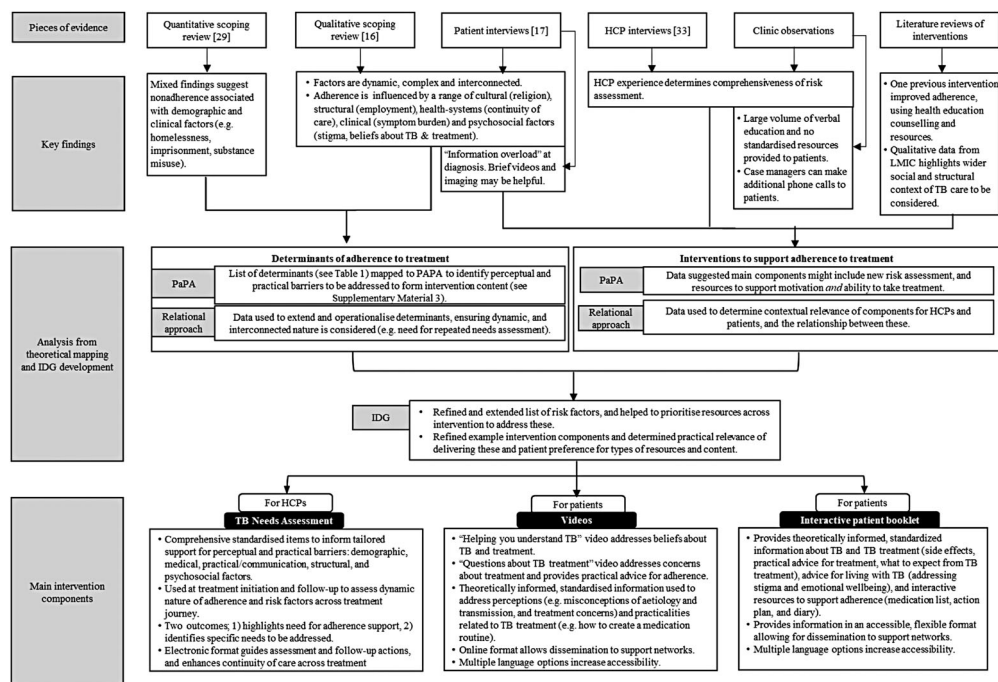 Pieces of evidence
Quantitative scoping
review [29]
Qualitative scoping
review [16]
Patient interviews [17]
HCP interviews [33]
Clinic observations
Literature reviews of
interventions
Key findings
Mixed findings suggest
nonadherence associated
with demographic and
clinical factors (e.g.
homelessness,
imprisonment, substance
misuse).
• Factors are dynamic, complex and interconnected.
• Adherence is influenced by a range of cultural (religion),
structural (employment), health-systems (continuity of
care), clinical (symptom burden) and psychosocial factors
(stigma, beliefs about TB & treatment).
"Information overload" at
diagnosis. Brief videos and
imaging may be helpful.
HCP experience determines comprehensiveness of risk
assessment.
• Large volume of verbal
education and no
standardised resources
provided to patients.
• Case managers can make
additional phone calls to
patients.
• One previous intervention
improved adherence,
using health education
counselling and
resources.
• Qualitative data from
LMIC highlights wider
social and structural
context of TB care to be
considered.
Analysis from
theoretical mapping
and IDG development
Determinants of adherence to treatment
PaPA
List of determinants (see Table 1) mapped to PAPA to identify perceptual and
practical barriers to be addressed to form intervention content (see
Supplementary Material 3).
Relational
approach
Data used to extend and operationalise determinants, ensuring dynamic, and
interconnected nature is considered (e.g. need for repeated needs assessment).
Interventions to support adherence to treatment
PaPA
Data suggested main components might include new risk assessment, and
resources to support motivation and ability to take treatment.
Relational
approach
Data used to determine contextual relevance of components for HCPs and
patients, and the relationship between these.
IDG
• Refined and extended list of risk factors, and helped to prioritise resources across
intervention to address these.
• Refined example intervention components and determined practical relevance of
delivering these and patient preference for types of resources and content.
Main intervention
components
For HCPs
TB Needs Assessment
• Comprehensive standardised items to inform tailored
support for perceptual and practical barriers: demographic,
medical, practical/communication, structural, and
psychosocial factors.
• Used at treatment initiation and follow-up to assess dynamic
nature of adherence and risk factors across treatment
journey.
• Two outcomes; 1) highlights need for adherence support, 2)
identifies specific needs to be addressed.
• Electronic format guides assessment and follow-up actions,
and enhances continuity of care across treatment
For patients
Videos
• "Helping you understand TB" video addresses beliefs about
TB and treatment.
• "Questions about TB treatment" video addresses concerns
about treatment and provides practical advice for adherence.
• Theoretically informed, standardised information used to
address perceptions (e.g. misconceptions of aetiology and
transmission, and treatment concerns) and practicalities
related to TB treatment (e.g. how to create a medication
routine).
• Online format allows dissemination to support networks.
• Multiple language options increase accessibility.
For patients
Interactive patient booklet
• Provides theoretically informed, standardized
information about TB and TB treatment (side effects,
practical advice for treatment, what to expect from TB
treatment), advice for living with TB (addressing
stigma and emotional wellbeing), and interactive
resources to support adherence (medication list, action
plan, and diary).
• Provides information in an accessible, flexible format
allowing for dissemination to support networks.
• Multiple language options increase accessibility.